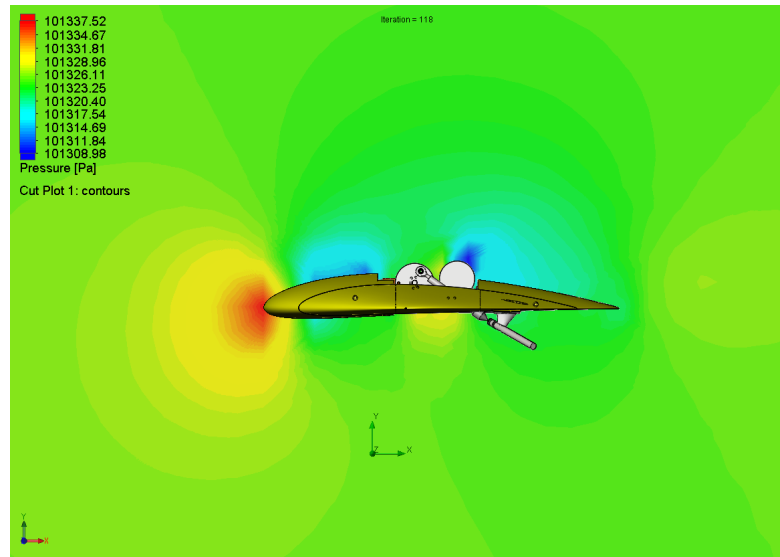 Iteration = 118
101337.52
101334.67
101331.81
101328.96
101326.11
101323.25
101320.40
101317.54
101314.69
101311.84
101308.98
Pressure [Pa]
Cut Plot 1: contours
Y
Z
X
Y
X